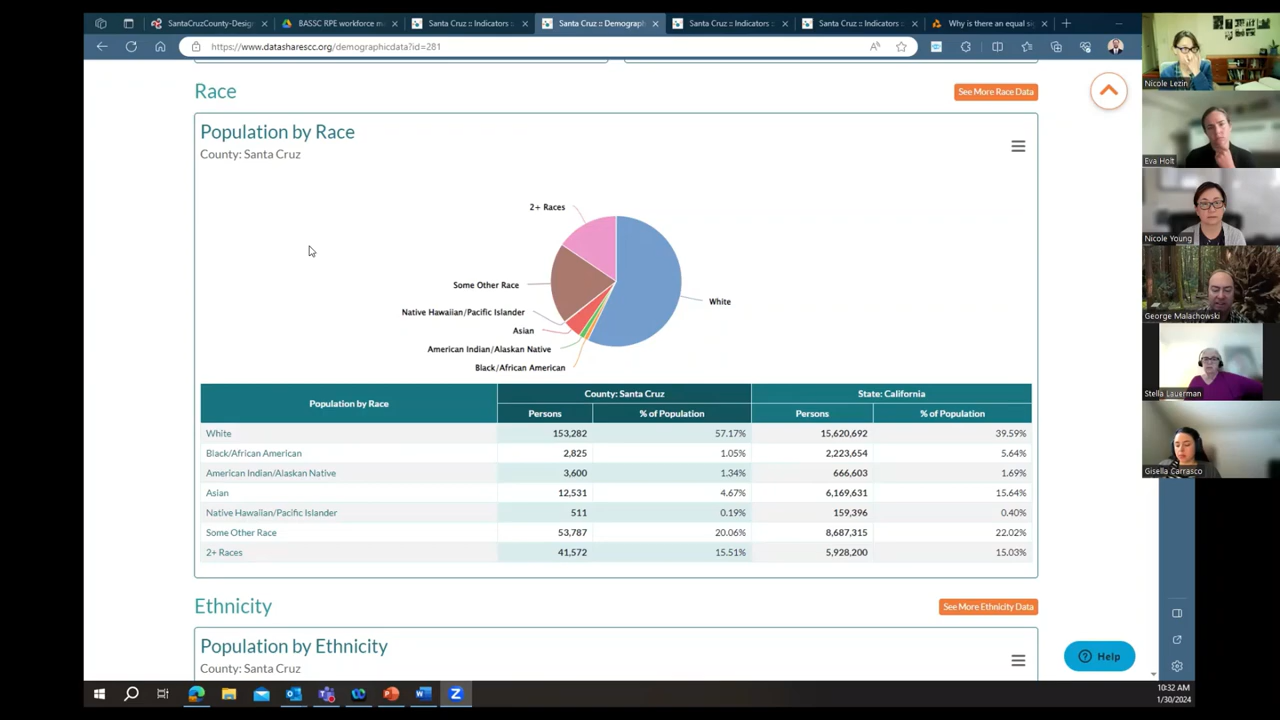 SantaCruzCounty-Design
BASSC RPE workforce m
Santa Cruz :: Indicators
Santa Cruz :: Demograph
Santa Cruz :: Indicators
Santa Cruz :: Indicators
Why is there an equal si
https://www.datasharescc.org/demographicdata?id=281
Race
See More Race Data
Population by Race
County: Santa Cruz
2+ Races
Some Other Race
White
Native Hawaiian/Pacific Islander
Asian
American Indian/Alaskan Native
Black/African American
Population by Race County: Santa Cruz State: California
Persons % of Population Persons % of Population
White 153,282 57.17% 15,620,692 39.59%
Black/African American 2,825 1.05% 2,223,654 5.64%
American Indian/Alaskan Native 3,600 1.34% 666,603 1.69%
Asian 12,531 4.67% 6,169,631 15.64%
Native Hawaiian/Pacific Islander 511 0.19% 159,396 0.40%
Some Other Race 53,787 20.06% 8,687,315 22.02%
2+ Races 41,572 15.51% 5,928,200 15.03%
Ethnicity
See More Ethnicity Data
Population by Ethnicity
County: Santa Cruz
Help
10:32 AM
1/30/2024
Nicole Lezin
Eva Holt
Nicole Young
George Malachowski
Stella Lauerman
Gisella Carrasco